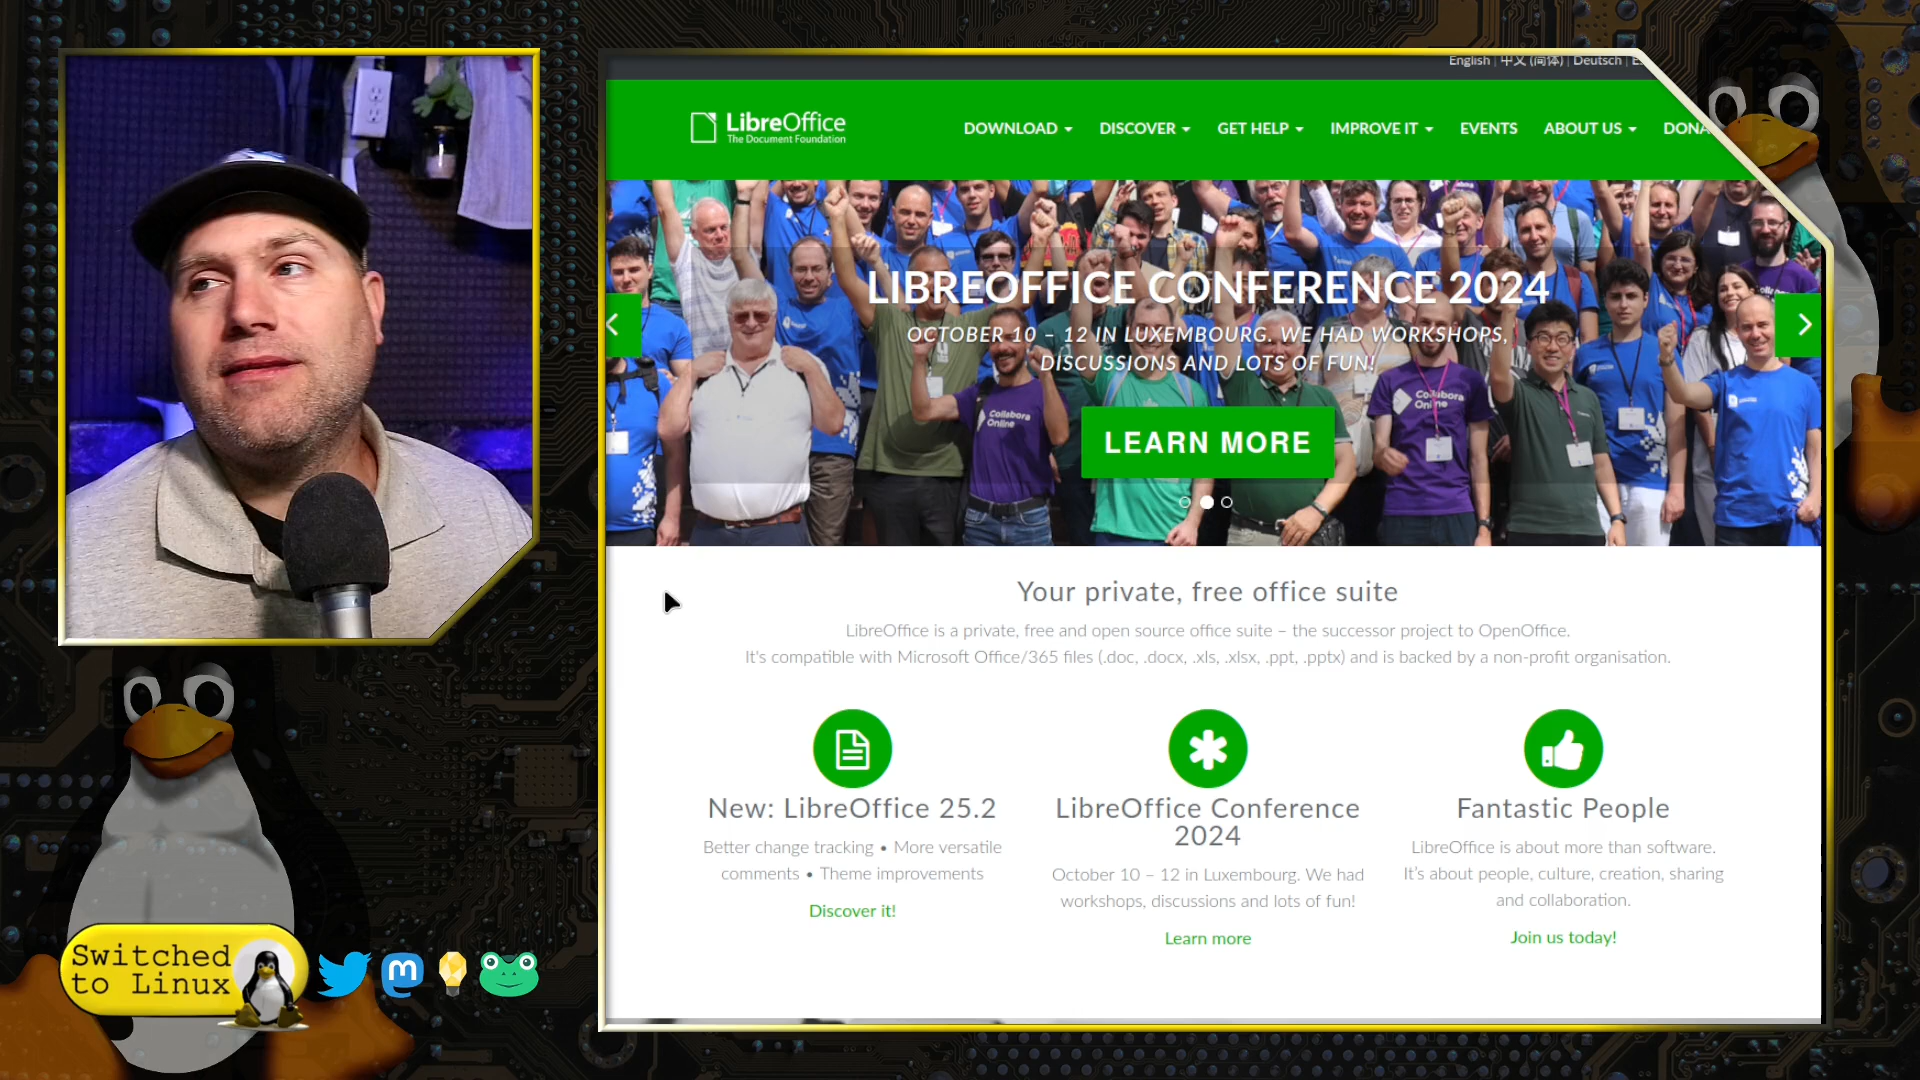 English | 中文 (简体) | Deutsch |
LibreOffice
The Document Foundation
DOWNLOAD
DISCOVER
GET HELP
IMPROVE IT
EVENTS
ABOUT US
DONA
LIBREOFFICE CONFERENCE 2024
OCTOBER 10 – 12 IN LUXEMBOURG. WE HAD WORKSHOPS,
DISCUSSIONS AND LOTS OF FUN!
Collabora
Online
Collabora
Online
LEARN MORE
Your private, free office suite
LibreOffice is a private, free and open source office suite – the successor project to OpenOffice.
It's compatible with Microsoft Office/365 files (.doc, .docx, .xls, .xlsx, .ppt, .pptx) and is backed by a non-profit organisation.
New: LibreOffice 25.2
Better change tracking • More versatile
comments • Theme improvements
Discover it!
LibreOffice Conference
2024
October 10 – 12 in Luxembourg. We had
workshops, discussions and lots of fun!
Learn more
Fantastic People
LibreOffice is about more than software.
It's about people, culture, creation, sharing
and collaboration.
Join us today!
Switched
to Linux